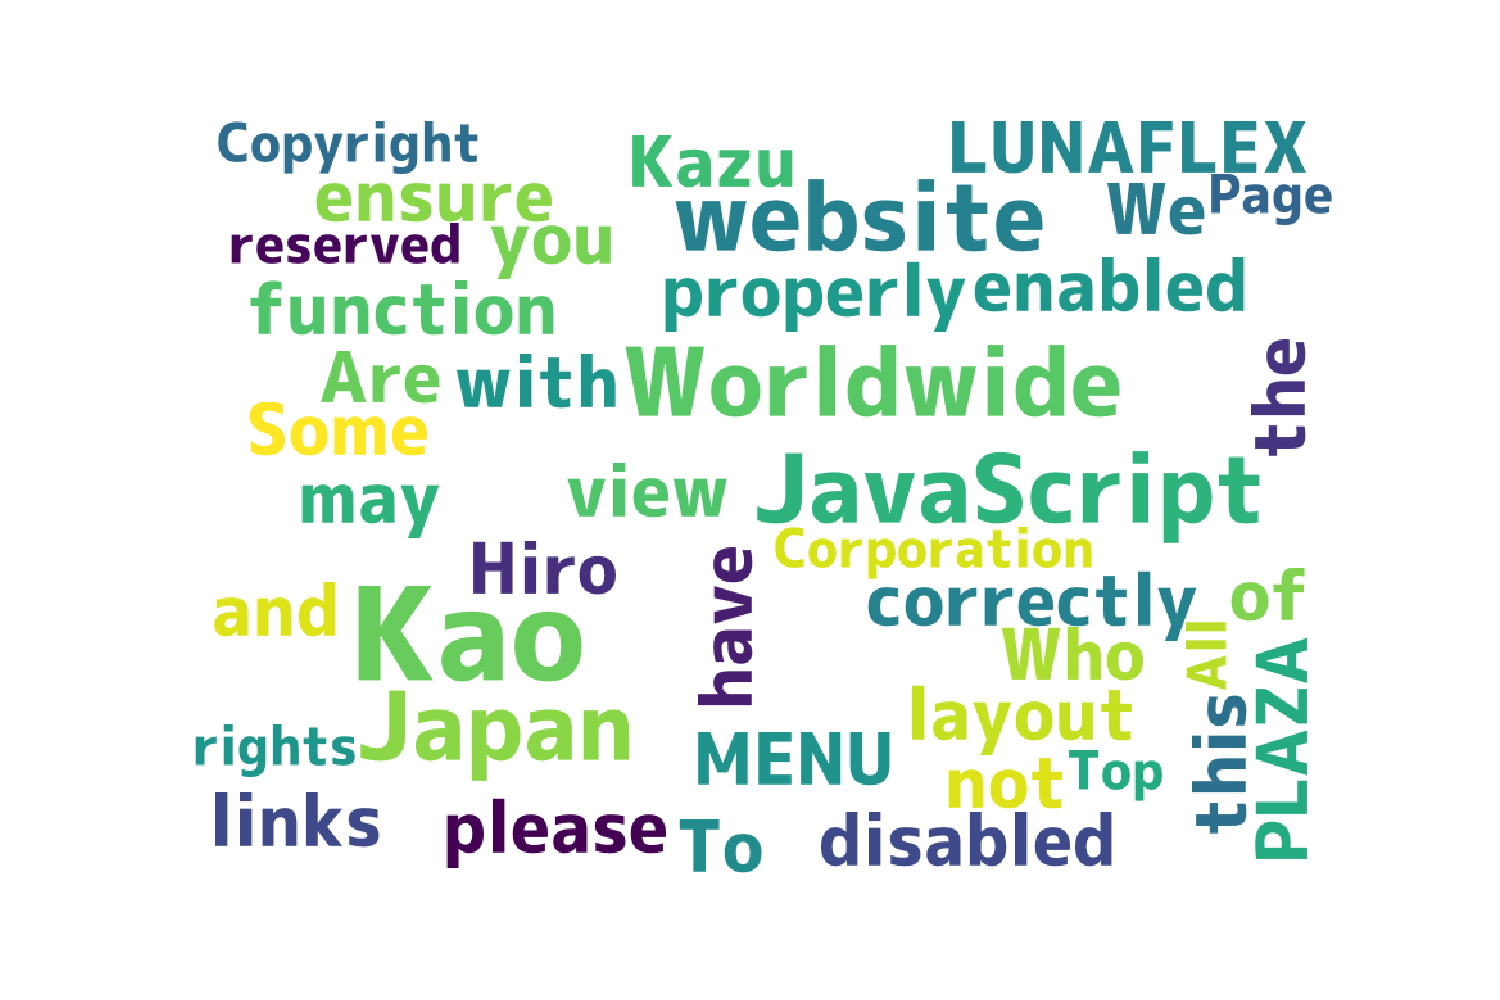 Copyright
Kazu
LUNAFLEX
ensure
website
We
Page
reserved
you
function
properly
enabled
Are
with
Worldwide
the
Some
may
view
JavaScript
Hiro
have
Corporation
and
Kao
correctly
of
Who
All
Japan
layout
this
PLAZA
rights
MENU
not
Top
links
please
To
disabled